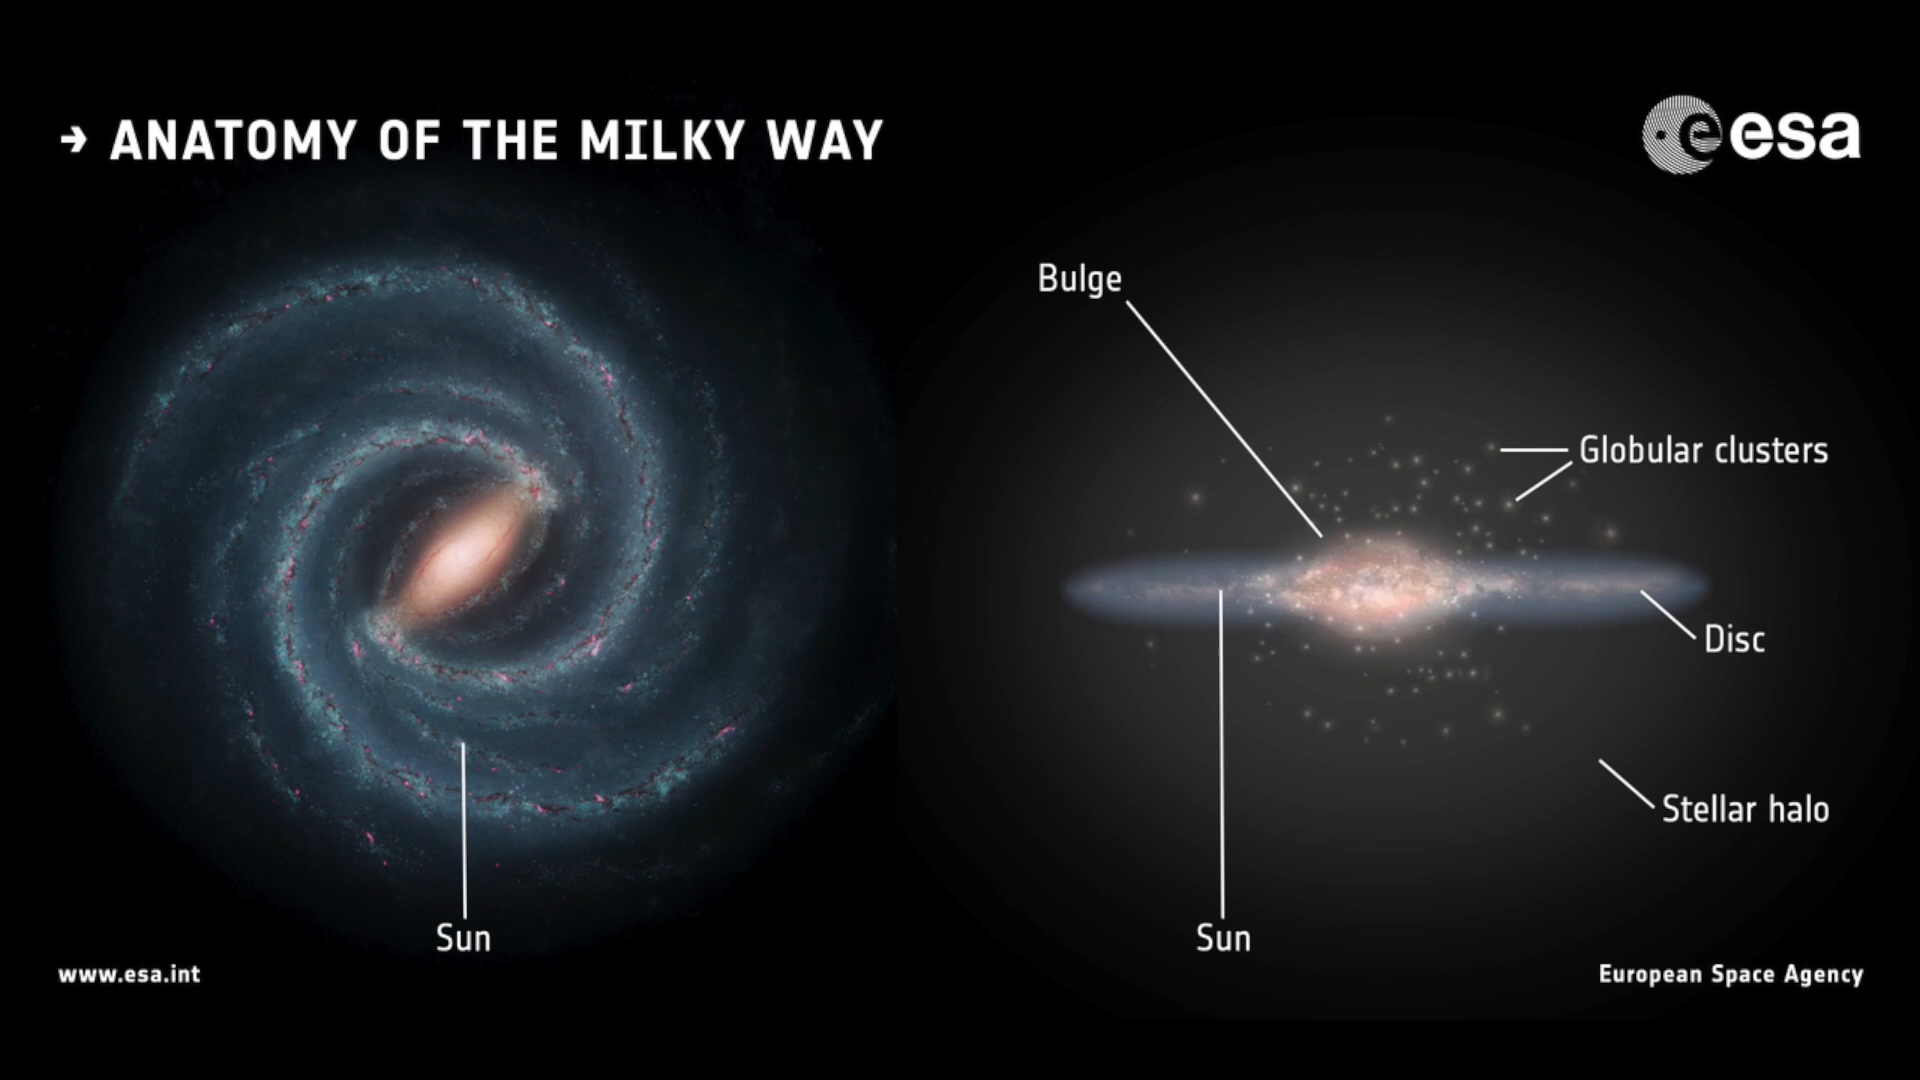 → ANATOMY OF THE MILKY WAY
esa
Bulge
Globular clusters
Disc
Stellar halo
Sun
Sun
www.esa.int
European Space Agency